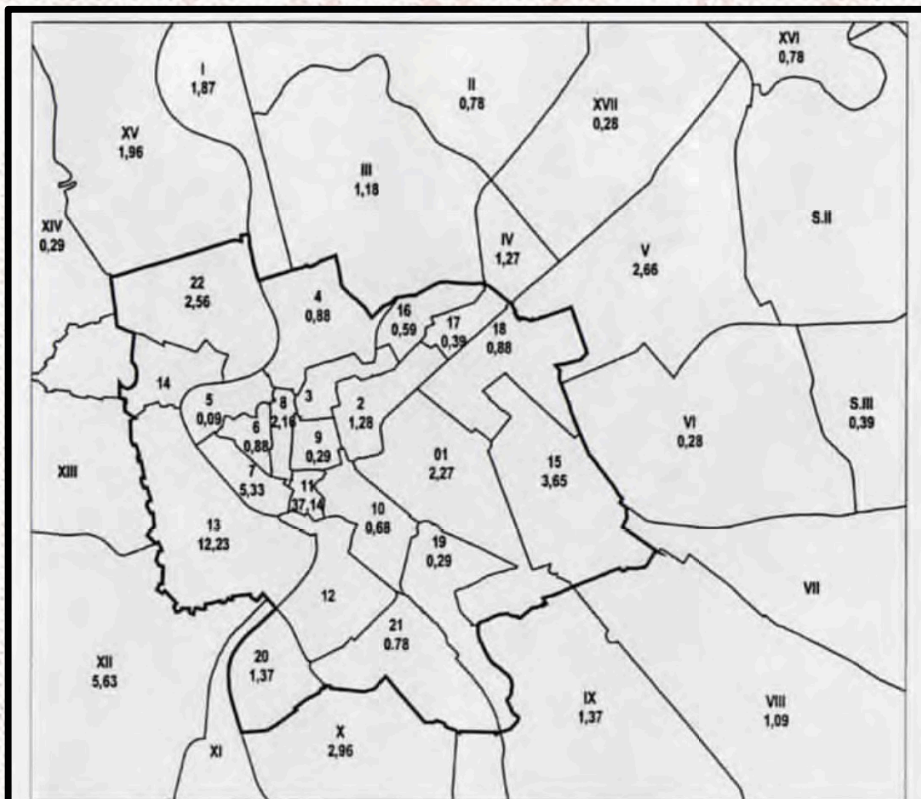 XVI
0,78
I
1,87
II
0,78
XVII
0,28
XV
1,96
III
1,18
S.II
XIV
0,29
IV
1,27
V
2,66
22
2,56
4
0,88
16
0,59
17
0,39
18
0,88
14
5
0,09
8
2,16
3
2
1,28
6
0,88
9
0,29
VI
0,28
S.III
0,39
01
2,27
15
3,65
XIII
7
5,33
11
37,14
10
0,68
13
12,23
19
0,29
12
VII
21
0.78
XII
5,63
20
1,37
IX
1,37
VIII
1,09
X
2,96
XI